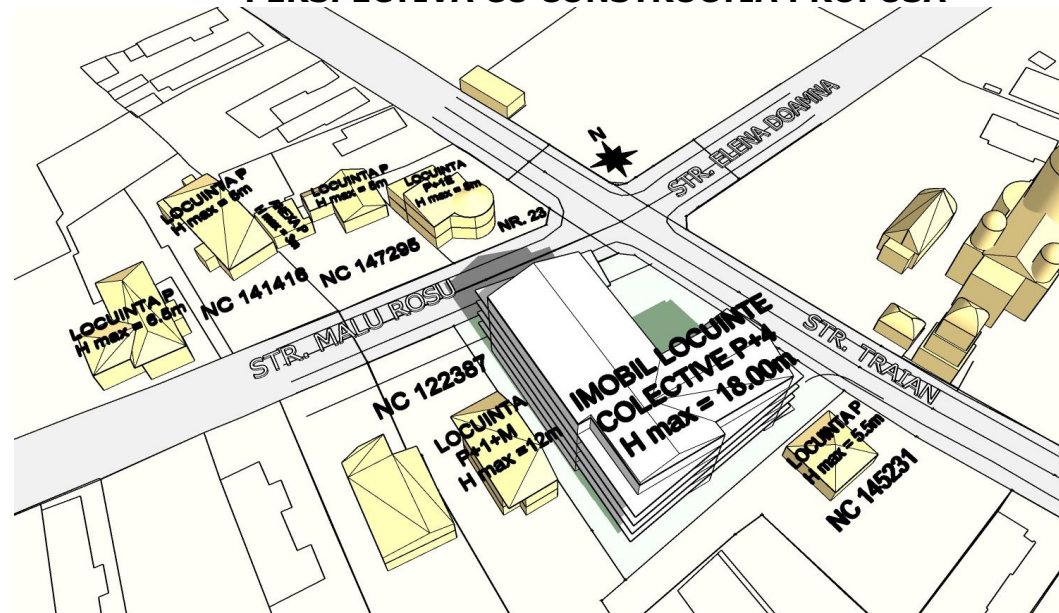 PERSPECTIVA CU CONSTRUCTIA PROPUSA
STR. ELENA DOAMNA
N
LOCUINTA P
H max = 5m
LOCUINTA P
H max = 5m
LOCUINTA
H max = 8m
NR. 23
NC 141416
NC 147295
LOCUINTA P
H max = 6.5m
STR. MALU ROSU
STR. TRAIAN
IMOBIL LOCUINTE
COLECTIVE P+4
H max = 18.00m
NC 122387
LOCUINTA
P+1+M
H max =12m
LOCUINTA P
H max = 5.5m
NC 145231